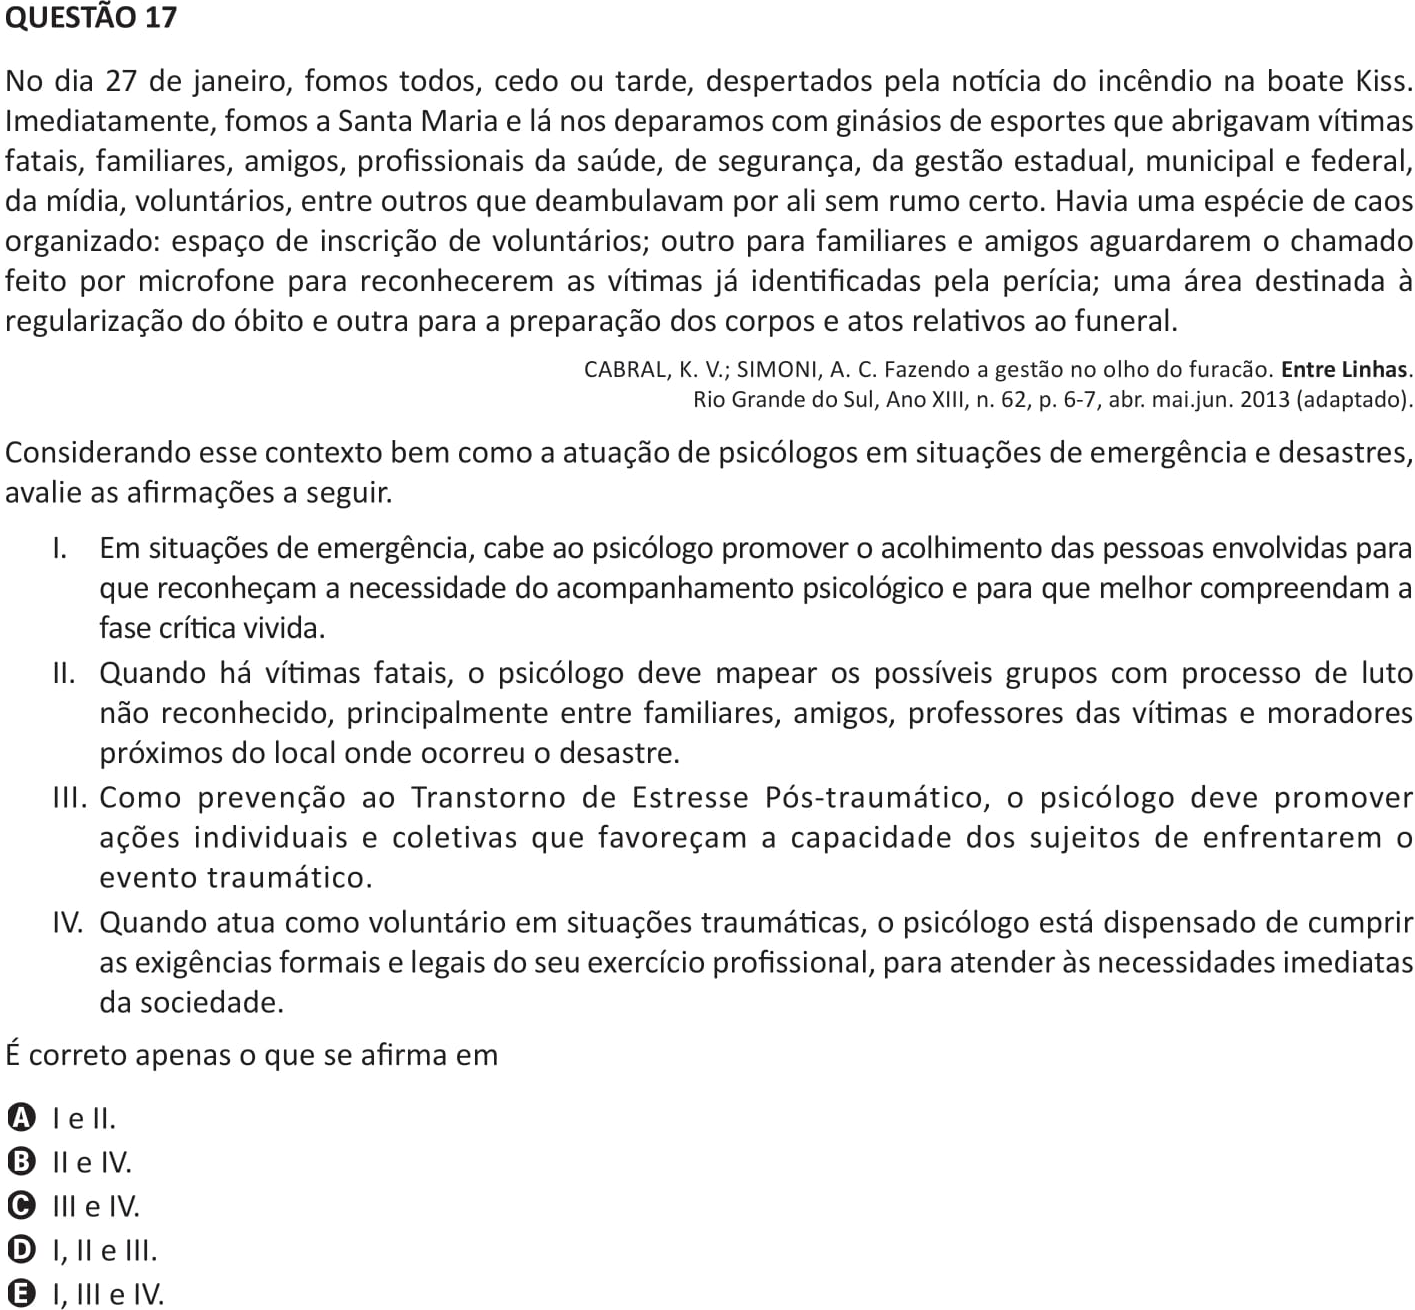 QUESTÃO 17
No dia 27 de janeiro, fomos todos, cedo ou tarde, despertados pela notícia do incêndio na boate Kiss.
Imediatamente, fomos a Santa Maria e lá nos deparamos com ginásios de esportes que abrigavam vítimas
fatais, familiares, amigos, profissionais da saúde, de segurança, da gestão estadual, municipal e federal,
da mídia, voluntários, entre outros que deambulavam por ali sem rumo certo. Havia uma espécie de caos
organizado: espaço de inscrição de voluntários; outro para familiares e amigos aguardarem o chamado
feito por microfone para reconhecerem as vítimas já identificadas pela perícia; uma área destinada à
regularização do óbito e outra para a preparação dos corpos e atos relativos ao funeral.
CABRAL, K. V.; SIMONI, A. C. Fazendo a gestão no olho do furacão. Entre Linhas.
Rio Grande do Sul, Ano XIII, n. 62, p. 6-7, abr. mai.jun. 2013 (adaptado).
Considerando esse contexto bem como a atuação de psicólogos em situações de emergência e desastres,
avalie as afirmações a seguir.
I. Em situações de emergência, cabe ao psicólogo promover o acolhimento das pessoas envolvidas para
que reconheçam a necessidade do acompanhamento psicológico e para que melhor compreendam a
fase crítica vivida.
II. Quando há vítimas fatais, o psicólogo deve mapear os possíveis grupos com processo de luto
não reconhecido, principalmente entre familiares, amigos, professores das vítimas e moradores
próximos do local onde ocorreu o desastre.
III. Como prevenção ao Transtorno de Estresse Pós-traumático, o psicólogo deve promover
ações individuais e coletivas que favoreçam a capacidade dos sujeitos de enfrentarem o
evento traumático.
IV. Quando atua como voluntário em situações traumáticas, o psicólogo está dispensado de cumprir
as exigências formais e legais do seu exercício profissional, para atender às necessidades imediatas
da sociedade.
É correto apenas o que se afirma em
A I e II.
B II e IV.
C III e IV.
D I, II e III.
E I, III e IV.